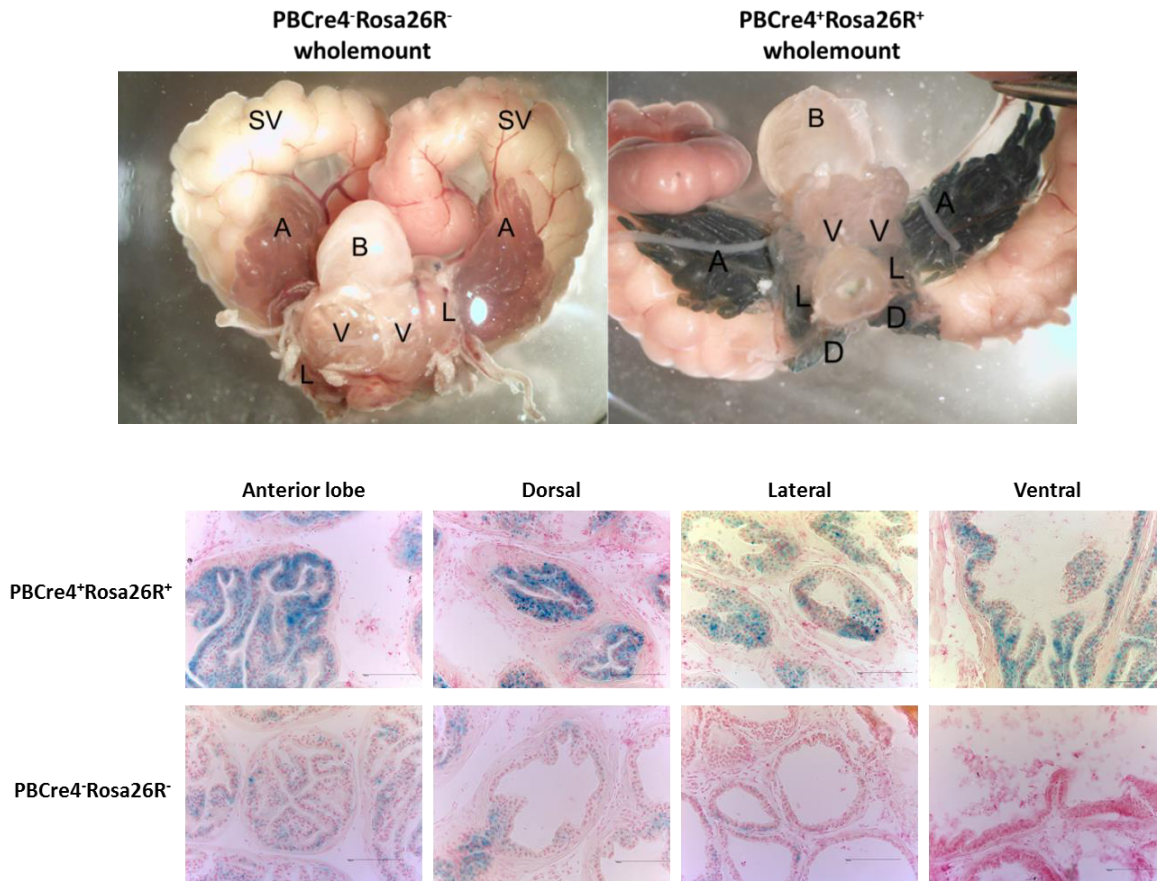 PBCre4⁻Rosa26R⁻
wholemount
PBCre4⁺Rosa26R⁺
wholemount
SV
SV
A
A
B
V
V
L
L
B
A
A
V
V
L
L
D
D
Anterior lobe
Dorsal
Lateral
Ventral
PBCre4⁺Rosa26R⁺
PBCre4⁻Rosa26R⁻